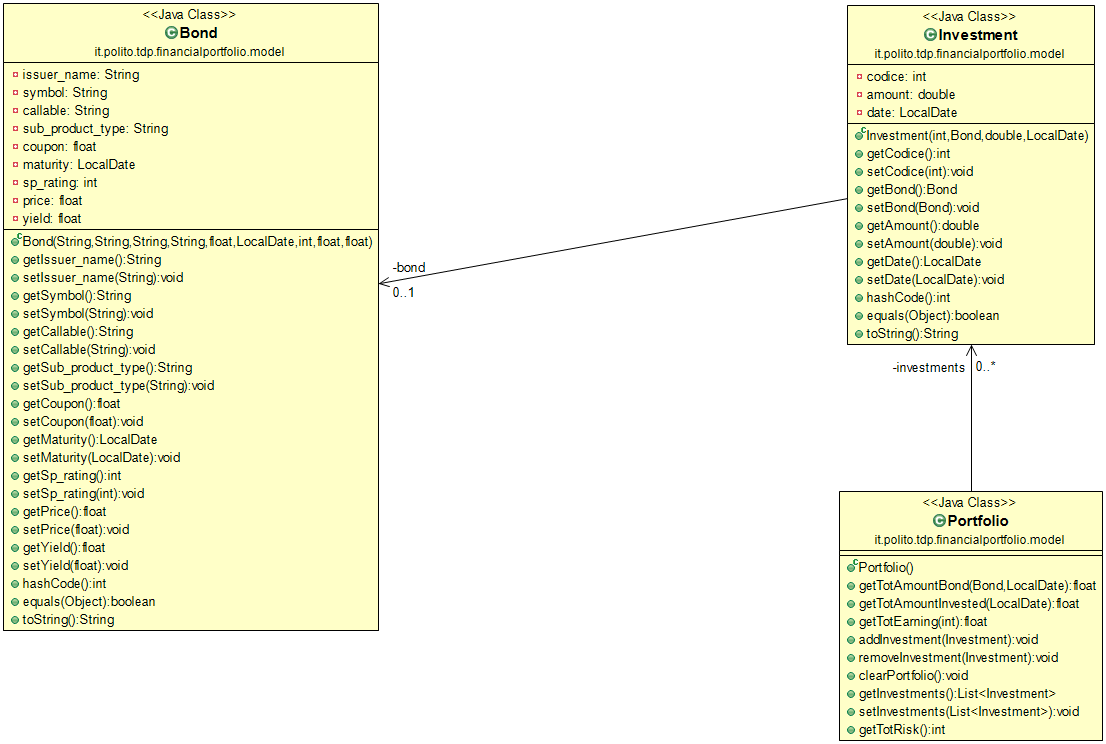 <<Java Class>>
Bond
it.polito.tdp.financialportfolio.model
issuer_name: String
symbol: String
callable: String
sub_product_type: String
coupon: float
maturity: LocalDate
sp_rating: int
price: float
yield: float
Bond(String,String,String,String,float,LocalDate,int,float,float)
getIssuer_name():String
setIssuer_name(String):void
getSymbol():String
setSymbol(String):void
getCallable():String
setCallable(String):void
getSub_product_type():String
setSub_product_type(String):void
getCoupon():float
setCoupon(float):void
getMaturity():LocalDate
setMaturity(LocalDate):void
getSp_rating():int
setSp_rating(int):void
getPrice():float
setPrice(float):void
getYield():float
setYield(float):void
hashCode():int
equals(Object):boolean
toString():String
-bond
0..1
<<Java Class>>
Investment
it.polito.tdp.financialportfolio.model
codice: int
amount: double
date: LocalDate
Investment(int,Bond,double,LocalDate)
getCodice():int
setCodice(int):void
getBond():Bond
setBond(Bond):void
getAmount():double
setAmount(double):void
getDate():LocalDate
setDate(LocalDate):void
hashCode():int
equals(Object):boolean
toString():String
-investments 0..*
<<Java Class>>
Portfolio
it.polito.tdp.financialportfolio.model
Portfolio()
getTotAmountBond(Bond,LocalDate):float
getTotAmountInvested(LocalDate):float
getTotEarning(int):float
addInvestment(Investment):void
removeInvestment(Investment):void
clearPortfolio():void
getInvestments():List<Investment>
setInvestments(List<Investment>):void
getTotRisk():int